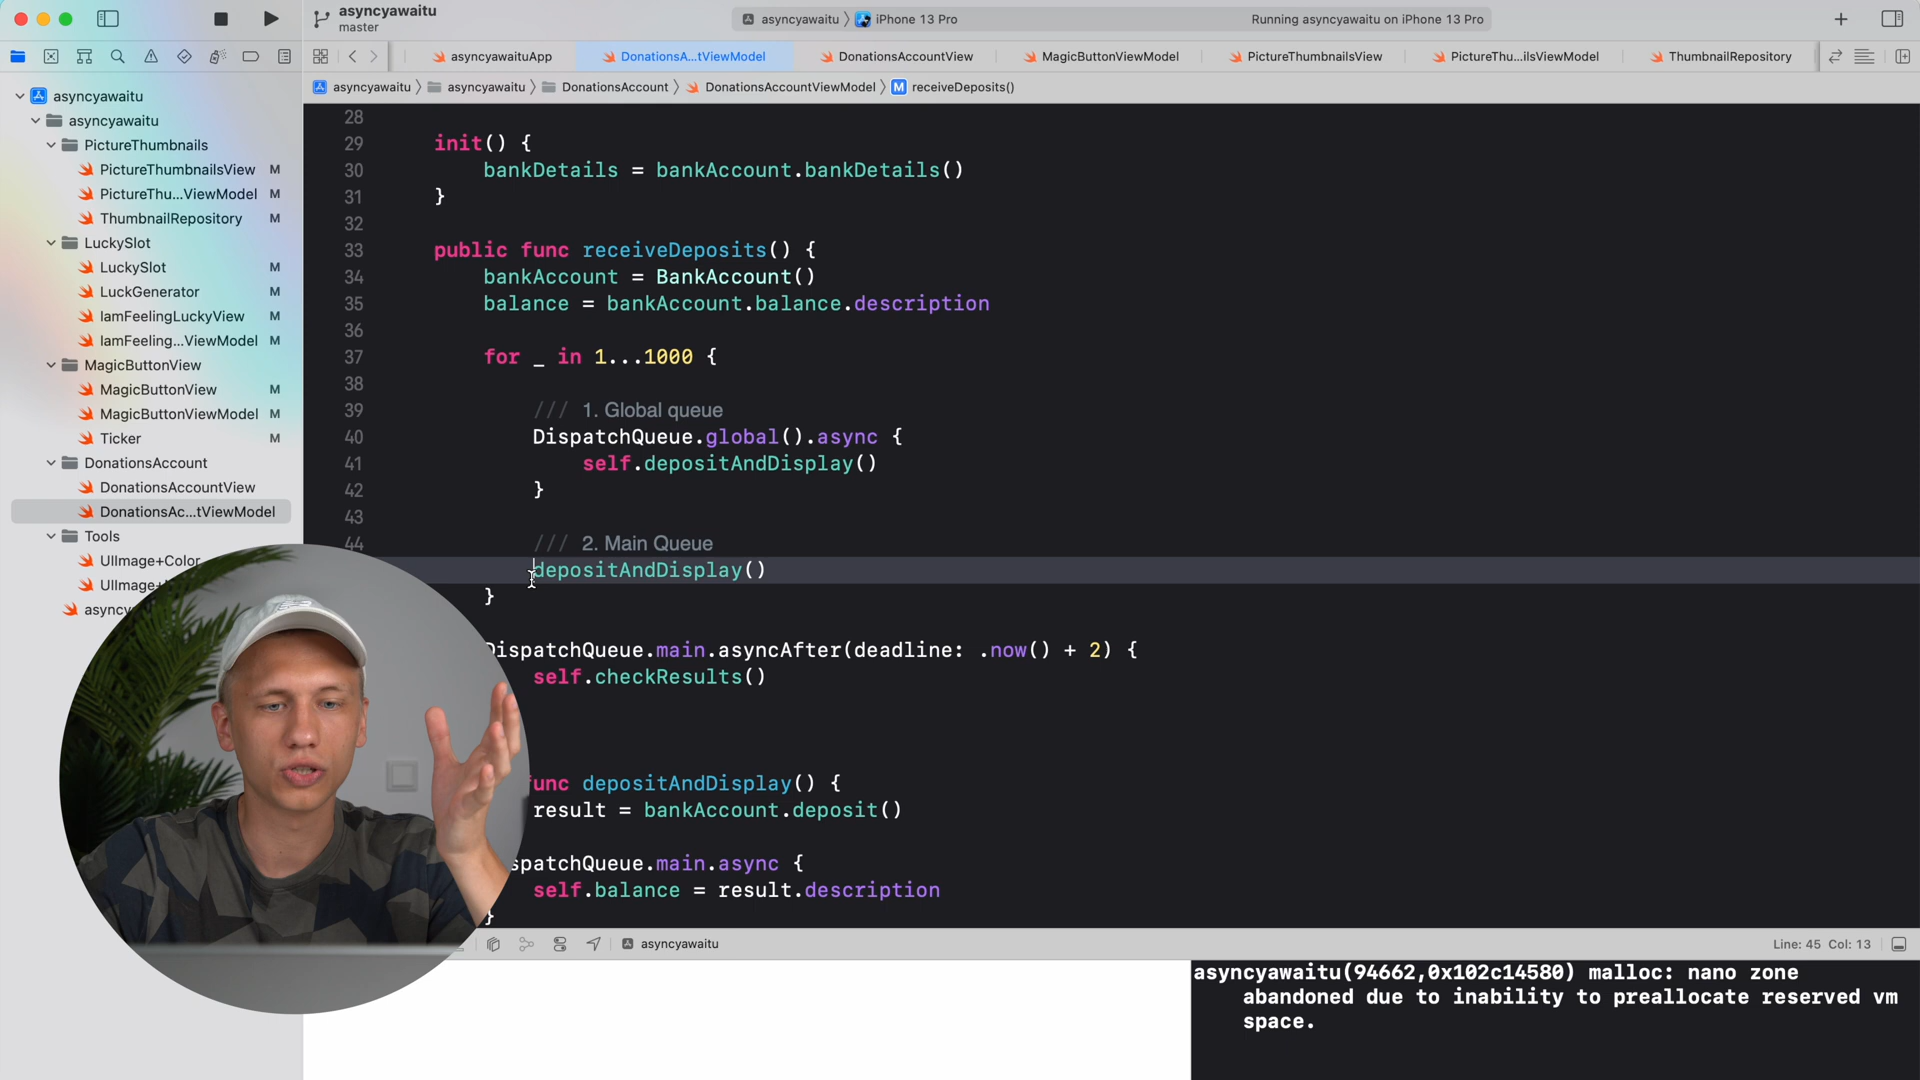 asyncyawaitu
master
asyncyawaitu
iPhone 13 Pro
Running asyncyawaitu on iPhone 13 Pro
asyncyawaituApp
DonationsA...tViewModel
DonationsAccountView
MagicButtonViewModel
PictureThumbnailsView
PictureThu...ilsViewModel
ThumbnailRepository
asyncyawaitu
asyncyawaitu
DonationsAccount
DonationsAccountViewModel
M
receiveDeposits()
asyncyawaitu
asyncyawaitu
PictureThumbnails
PictureThumbnailsView M
PictureThu...ViewModel M
ThumbnailRepository M
LuckySlot
LuckySlot M
LuckGenerator M
IamFeelingLuckyView M
IamFeeling...ViewModel M
MagicButtonView
MagicButtonView M
MagicButtonViewModel M
Ticker M
DonationsAccount
DonationsAccountView
DonationsAc...tViewModel
Tools
UIImage+Color
UIImage+
asyncy
28
29 init() {
30 bankDetails = bankAccount.bankDetails()
31 }
32
33 public func receiveDeposits() {
34 bankAccount = BankAccount()
35 balance = bankAccount.balance.description
36
37 for _ in 1...1000 {
38
39 /// 1. Global queue
40 DispatchQueue.global().async {
41 self.depositAndDisplay()
42 }
43
44 /// 2. Main Queue
depositAndDisplay()
}
DispatchQueue.main.asyncAfter(deadline: .now() + 2) {
self.checkResults()
unc depositAndDisplay() {
result = bankAccount.deposit()
spatchQueue.main.async {
self.balance = result.description
}
asyncyawaitu
Line: 45 Col: 13
asyncyawaitu(94662,0x102c14580) malloc: nano zone
abandoned due to inability to preallocate reserved vm
space.